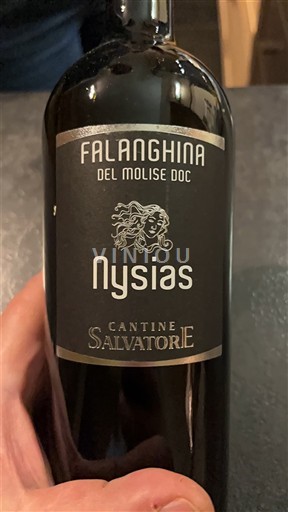 FALANGHINA
DEL MOLISE DOC
VINIOU
Nysias
CANTINE
SALVATORE